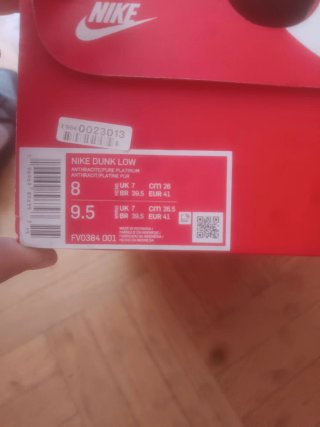 NIKE
0023013
NIKE DUNK LOW
ANTHRACITE/PURE PLATINUM
ANTHRACITE/PLATINE PUR
8 UK 7 CM 26
BR 39.5 EUR 41
9.5 UK 7 CM 26.5
BR 39.5 EUR 41
FV0384 001
MADE IN INDONESIA